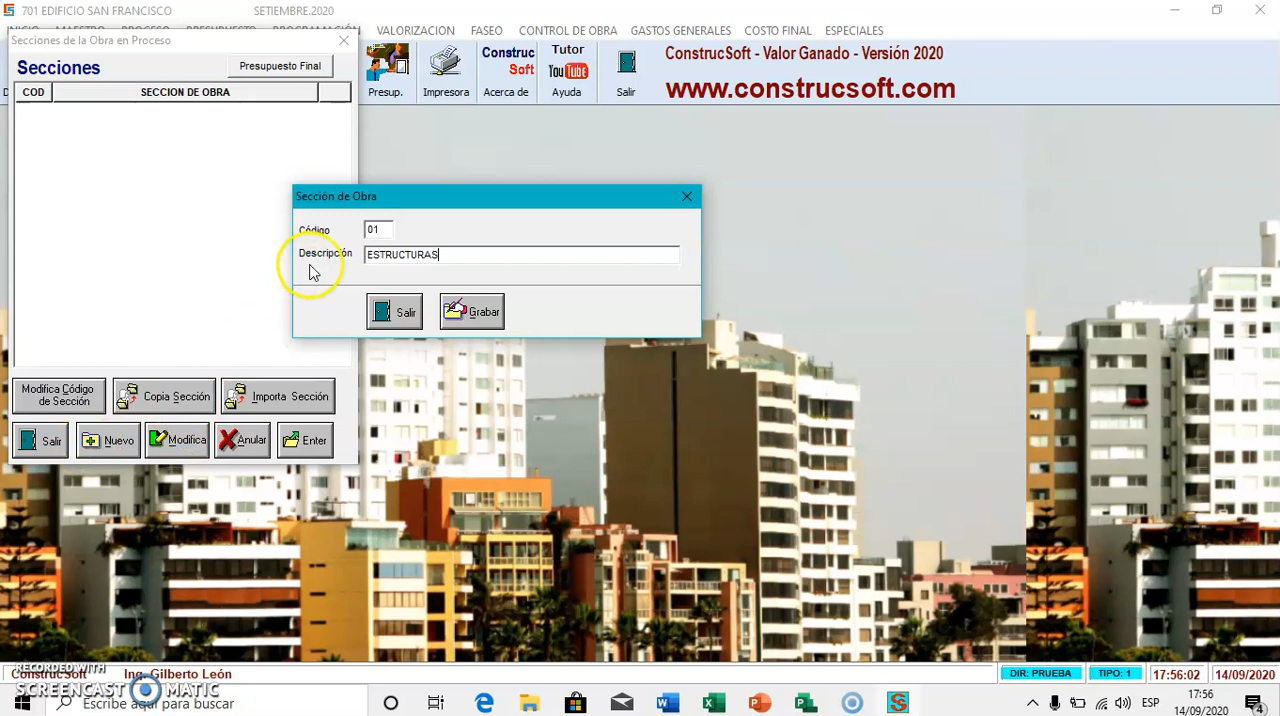 701 EDIFICIO SAN FRANCISCO SETIEMBRE.2020
VALORIZACION FASEO CONTROL DE OBRA GASTOS GENERALES COSTO FINAL ESPECIALES
Secciones de la Obra en Proceso
Secciones
Presupuesto Final
COD SECCION DE OBRA
Presup.
Impresora
Construc
Soft
Acerca de
Tutor
YouTube
Ayuda
Salir
ConstrucSoft - Valor Ganado - Versión 2020
www.construcsoft.com
Sección de Obra
Código 01
Descripción ESTRUCTURAS
Salir Grabar
Modifica Código
de Sección
Copia Sección
Importa Sección
Salir Nuevo Modifica Anular Enter
RECORDED WITH
SCREENCAST MATIC
ConstrucSoft Ing. Gilberto León
DIR: PRUEBA TIPO: 1 17:56:02 14/09/2020
Escribe aquí para buscar
ESP
17:56
14/09/2020
4